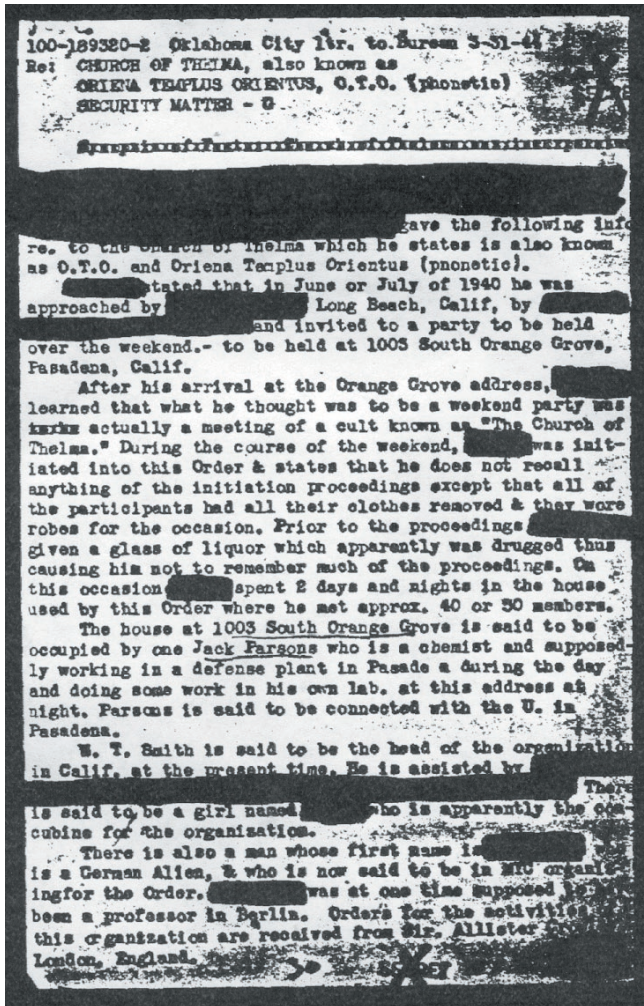 100-189320-2 Oklahoma City ltr. to Bureau 3-31-4
Re: CHURCH OF THELMA, also known as
ORIENA TEMPLUS ORIENTUS, O.T.O. (phonetic)
SECURITY MATTER - G
gave the following info
re. to the Church of Thelma which he states is also known
as O.T.O. and Oriena Templus Orientus (pnonetic).
stated that in June or July of 1940 he was
approached by Long Beach, Calif, by
and invited to a party to be held
over the weekend.- to be held at 1003 South Orange Grove,
Pasadena, Calif.
After his arrival at the Orange Grove address,
learned that what he thought was to be a weekend party was
actually a meeting of a cult known as "The Church of
Thelma." During the course of the weekend, was init-
iated into this Order & states that he does not recall
anything of the initiation proceedings except that all of
the participants had all their clothes removed & they wore
robes for the occasion. Prior to the proceedings
given a glass of liquor which apparently was drugged thus
causing him not to remember much of the proceedings. On
this occasion spent 2 days and nights in the house
used by this Order where he met approx. 40 or 50 members.
The house at 1003 South Orange Grove is said to be
occupied by one Jack Parsons who is a chemist and supposed-
ly working in a defense plant in Pasade a during the day
and doing some work in his own lab. at this address at
night. Parsons is said to be connected with the U. in
Pasadena.
W. T. Smith is said to be the head of the organization
in Calif. at the present time. He is assisted by
There
is said to be a girl named who is apparently the con-
cubine for the organization.
There is also a man whose first name is
is a German Alien, & who is now said to be in NYC organiz-
ingfor the Order. was at one time supposed to
been a professor in Berlin. Orders for the activities
this organization are received from Sir. Allister
London, England.